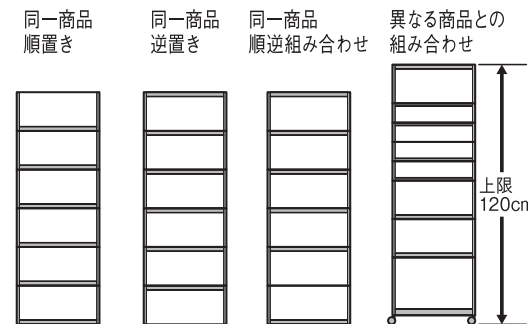 同一商品
順置き
同一商品
逆置き
同一商品
順逆組み合わせ
異なる商品との
組み合わせ
上限
120cm